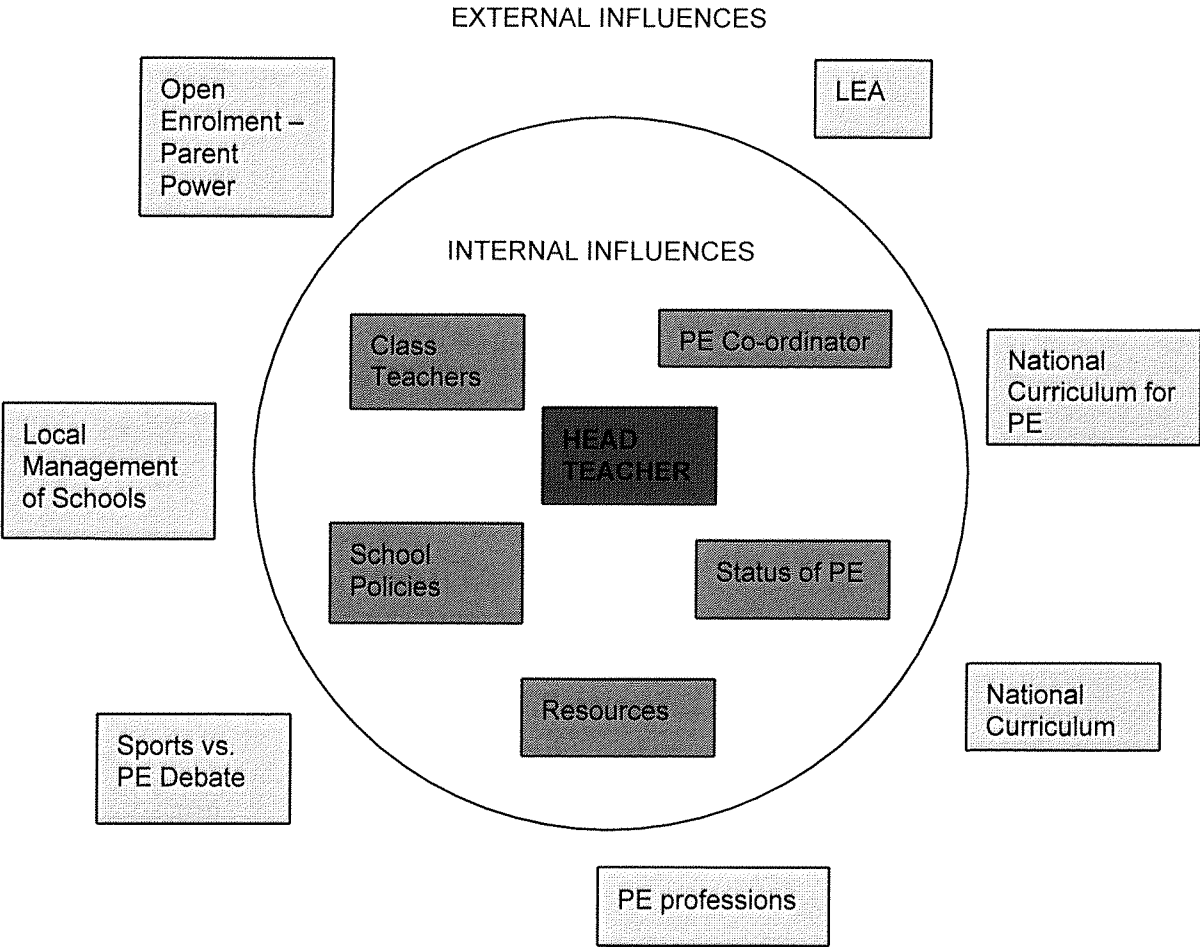 EXTERNAL INFLUENCES
Open
Enrolment –
Parent
Power
LEA
INTERNAL INFLUENCES
Class
Teachers
PE Co-ordinator
National
Curriculum for
PE
Local
Management
of Schools
HEAD
TEACHER
School
Policies
Status of PE
Resources
National
Curriculum
Sports vs.
PE Debate
PE professions